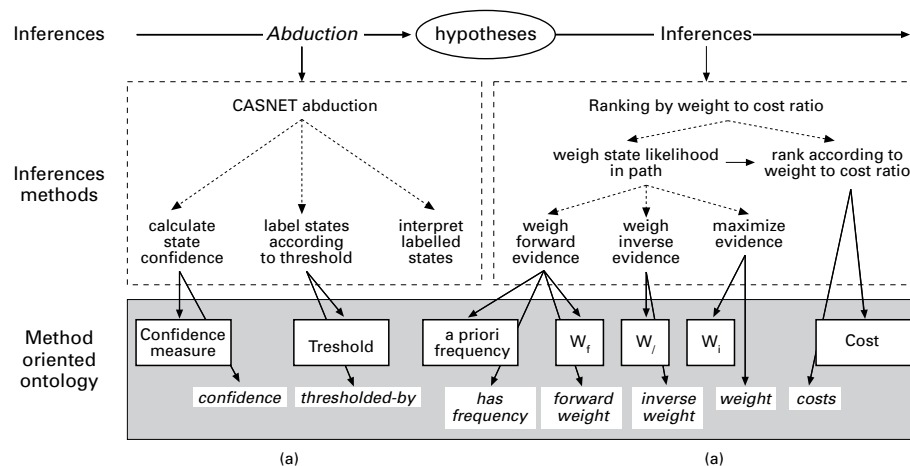 Inferences Abduction hypotheses Inferences
CASNET abduction
Ranking by weight to cost ratio
weigh state likelihood
in path
rank according to
weight to cost ratio
Inferences
methods
calculate
state
confidence
label states
according
to threshold
interpret
labelled
states
weigh
forward
evidence
weigh
inverse
evidence
maximize
evidence
Method
oriented
ontology
Confidence
measure
Treshold
a priori
frequency
Wf
W/
Wi
Cost
confidence
thresholded-by
has
frequency
forward
weight
inverse
weight
weight
costs
(a) (a)